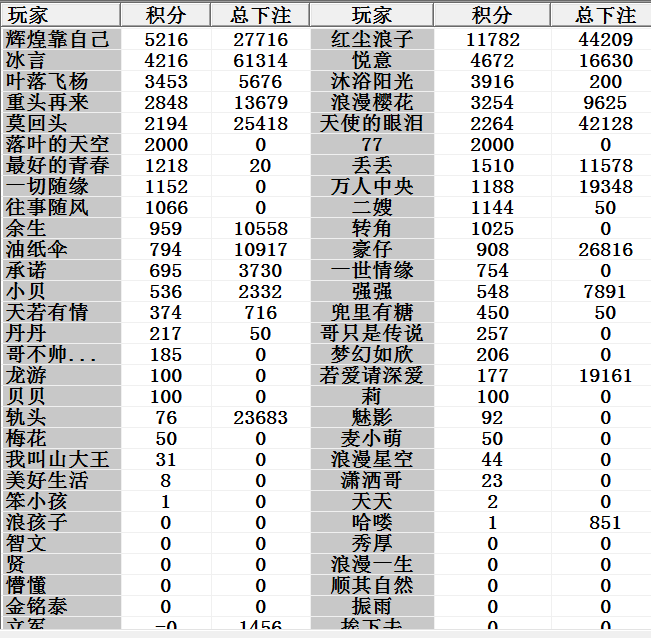 玩家 积分 总下注 玩家 积分 总下注
辉煌靠自己 5216 27716 红尘浪子 11782 44209
冰言 4216 61314 悦意 4672 16630
叶落飞杨 3453 5676 沐浴阳光 3916 200
重头再来 2848 13679 浪漫樱花 3254 9625
莫回头 2194 25418 天使的眼泪 2264 42128
落叶的天空 2000 0 77 2000 0
最好的青春 1218 20 丢丢 1510 11578
一切随缘 1152 0 万人中央 1188 19348
往事随风 1066 0 二嫂 1144 50
余生 959 10558 转角 1025 0
油纸伞 794 10917 豪仔 908 26816
承诺 695 3730 一世情缘 754 0
小贝 536 2332 强强 548 7891
天若有情 374 716 兜里有糖 450 50
丹丹 217 50 哥只是传说 257 0
哥不帅... 185 0 梦幻如欣 206 0
龙游 100 0 若爱请深爱 177 19161
贝贝 100 0 莉 100 0
轨头 76 23683 魅影 92 0
梅花 50 0 麦小萌 50 0
我叫山大王 31 0 浪漫星空 44 0
美好生活 8 0 潇洒哥 23 0
笨小孩 1 0 天天 2 0
浪孩子 0 0 哈喽 1 851
智文 0 0 秀厚 0 0
贤 0 0 浪漫一生 0 0
懵懂 0 0 顺其自然 0 0
金铭泰 0 0 振雨 0 0
立军 -0 1456 挨下去 0 0